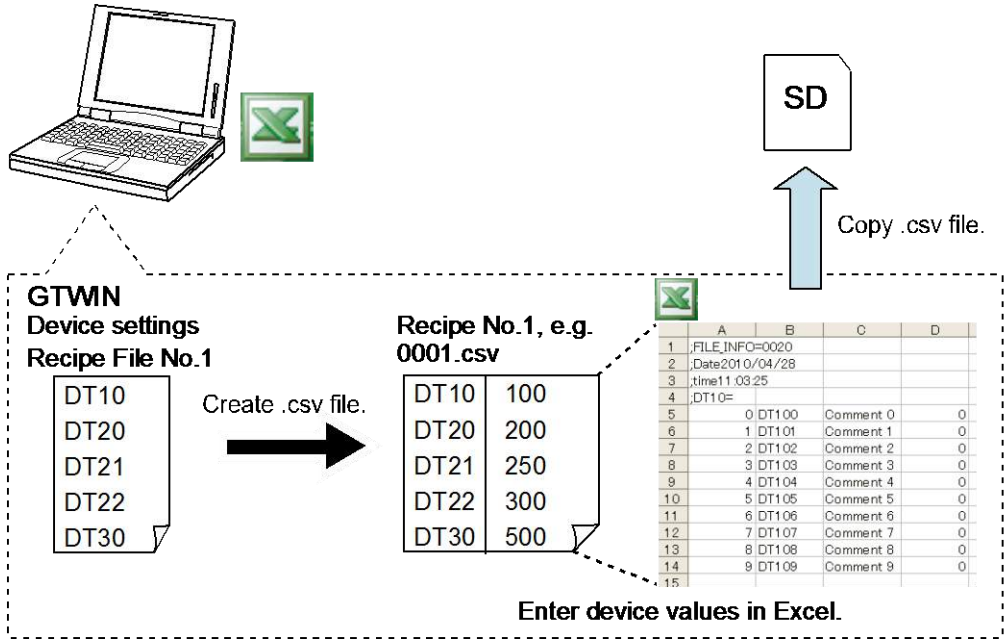 SD
Copy .csv file.
GTWIN
Device settings
Recipe File No.1
DT10
DT20
DT21
DT22
DT30
Create .csv file.
Recipe No.1, e.g.
0001.csv
DT10 100
DT20 200
DT21 250
DT22 300
DT30 500
A B C D
1 ;FILE_INFO=0020
2 ;Date2010/04/28
3 ;time11:03:25
4 ;DT10=
5 0 DT100 Comment 0 0
6 1 DT101 Comment 1 0
7 2 DT102 Comment 2 0
8 3 DT103 Comment 3 0
9 4 DT104 Comment 4 0
10 5 DT105 Comment 5 0
11 6 DT106 Comment 6 0
12 7 DT107 Comment 7 0
13 8 DT108 Comment 8 0
14 9 DT109 Comment 9 0
15
Enter device values in Excel.